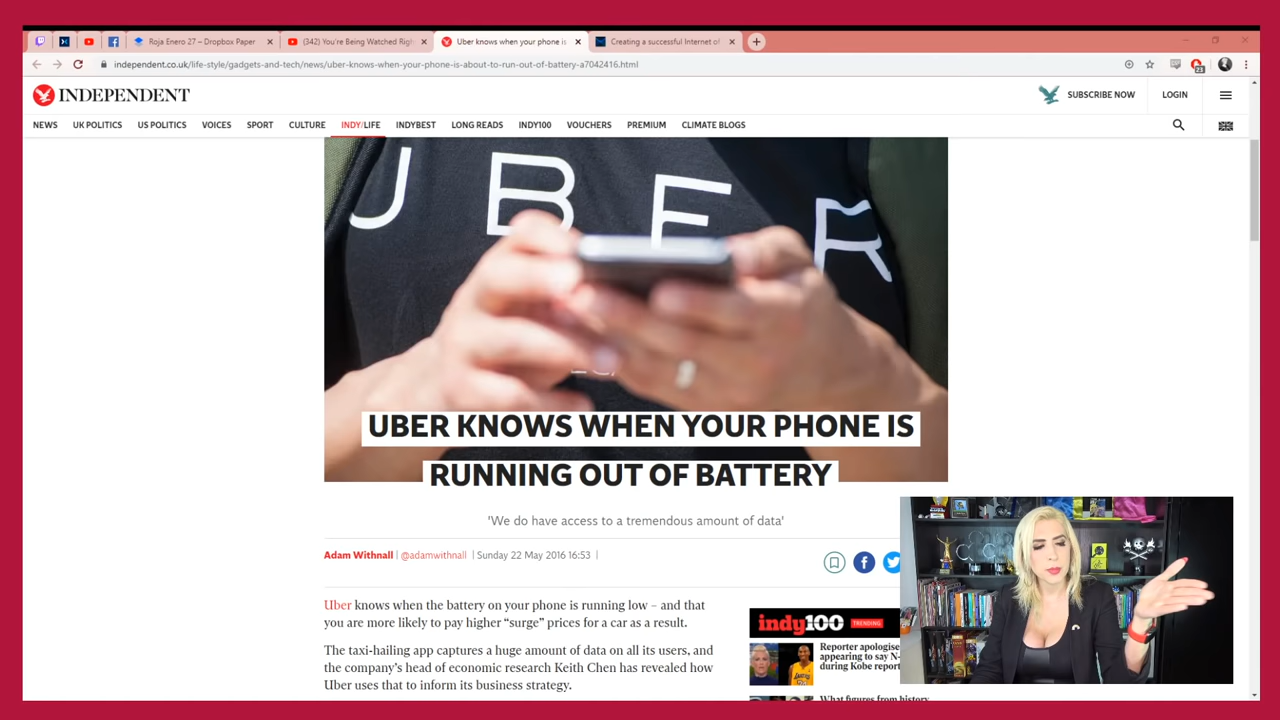 Roja Enero 27 – Dropbox Paper
(342) You're Being Watched Righ
Uber knows when your phone is
Creating a successful Internet of
independent.co.uk/life-style/gadgets-and-tech/news/uber-knows-when-your-phone-is-about-to-run-out-of-battery-a7042416.html
23
INDEPENDENT
SUBSCRIBE NOW
LOGIN
NEWS UK POLITICS US POLITICS VOICES SPORT CULTURE INDY/LIFE INDYBEST LONG READS INDY100 VOUCHERS PREMIUM CLIMATE BLOGS
UBER
UBER KNOWS WHEN YOUR PHONE IS
RUNNING OUT OF BATTERY
'We do have access to a tremendous amount of data'
Adam Withnall | @adamwithnall | Sunday 22 May 2016 16:53 |
Uber knows when the battery on your phone is running low – and that
you are more likely to pay higher “surge” prices for a car as a result.
The taxi-hailing app captures a huge amount of data on all its users, and
the company's head of economic research Keith Chen has revealed how
Uber uses that to inform its business strategy.
indy100 TRENDING
Reporter apologise
appearing to say N-
during Kobe report
What figures from history